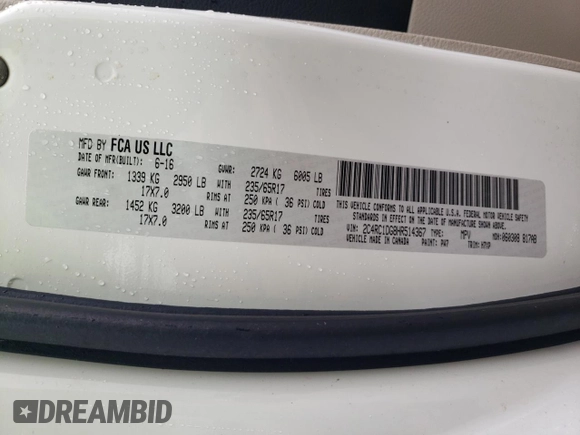 MFD BY FCA US LLC
DATE OF MFR(BUILT): 6-16 GVWR: 2724 KG 6005 LB
GAWR FRONT: 1339 KG 2950 LB WITH 235/65R17 TIRES
17X7.0 RIMS AT 250 KPA ( 36 PSI) COLD
GAWR REAR: 1452 KG 3200 LB WITH 235/65R17 TIRES
17X7.0 RIMS AT 250 KPA ( 36 PSI) COLD
THIS VEHICLE CONFORMS TO ALL APPLICABLE U.S.A. FEDERAL MOTOR VEHICLE SAFETY
STANDARDS IN EFFECT ON THE DATE OF MANUFACTURE SHOWN ABOVE.
VIN: 2C4RC1DG8HR514367 TYPE: MPV MDH: 060308 817AB
VEHICLE MADE IN CANADA PAINT: PW7 TRIM:
DREAMBID